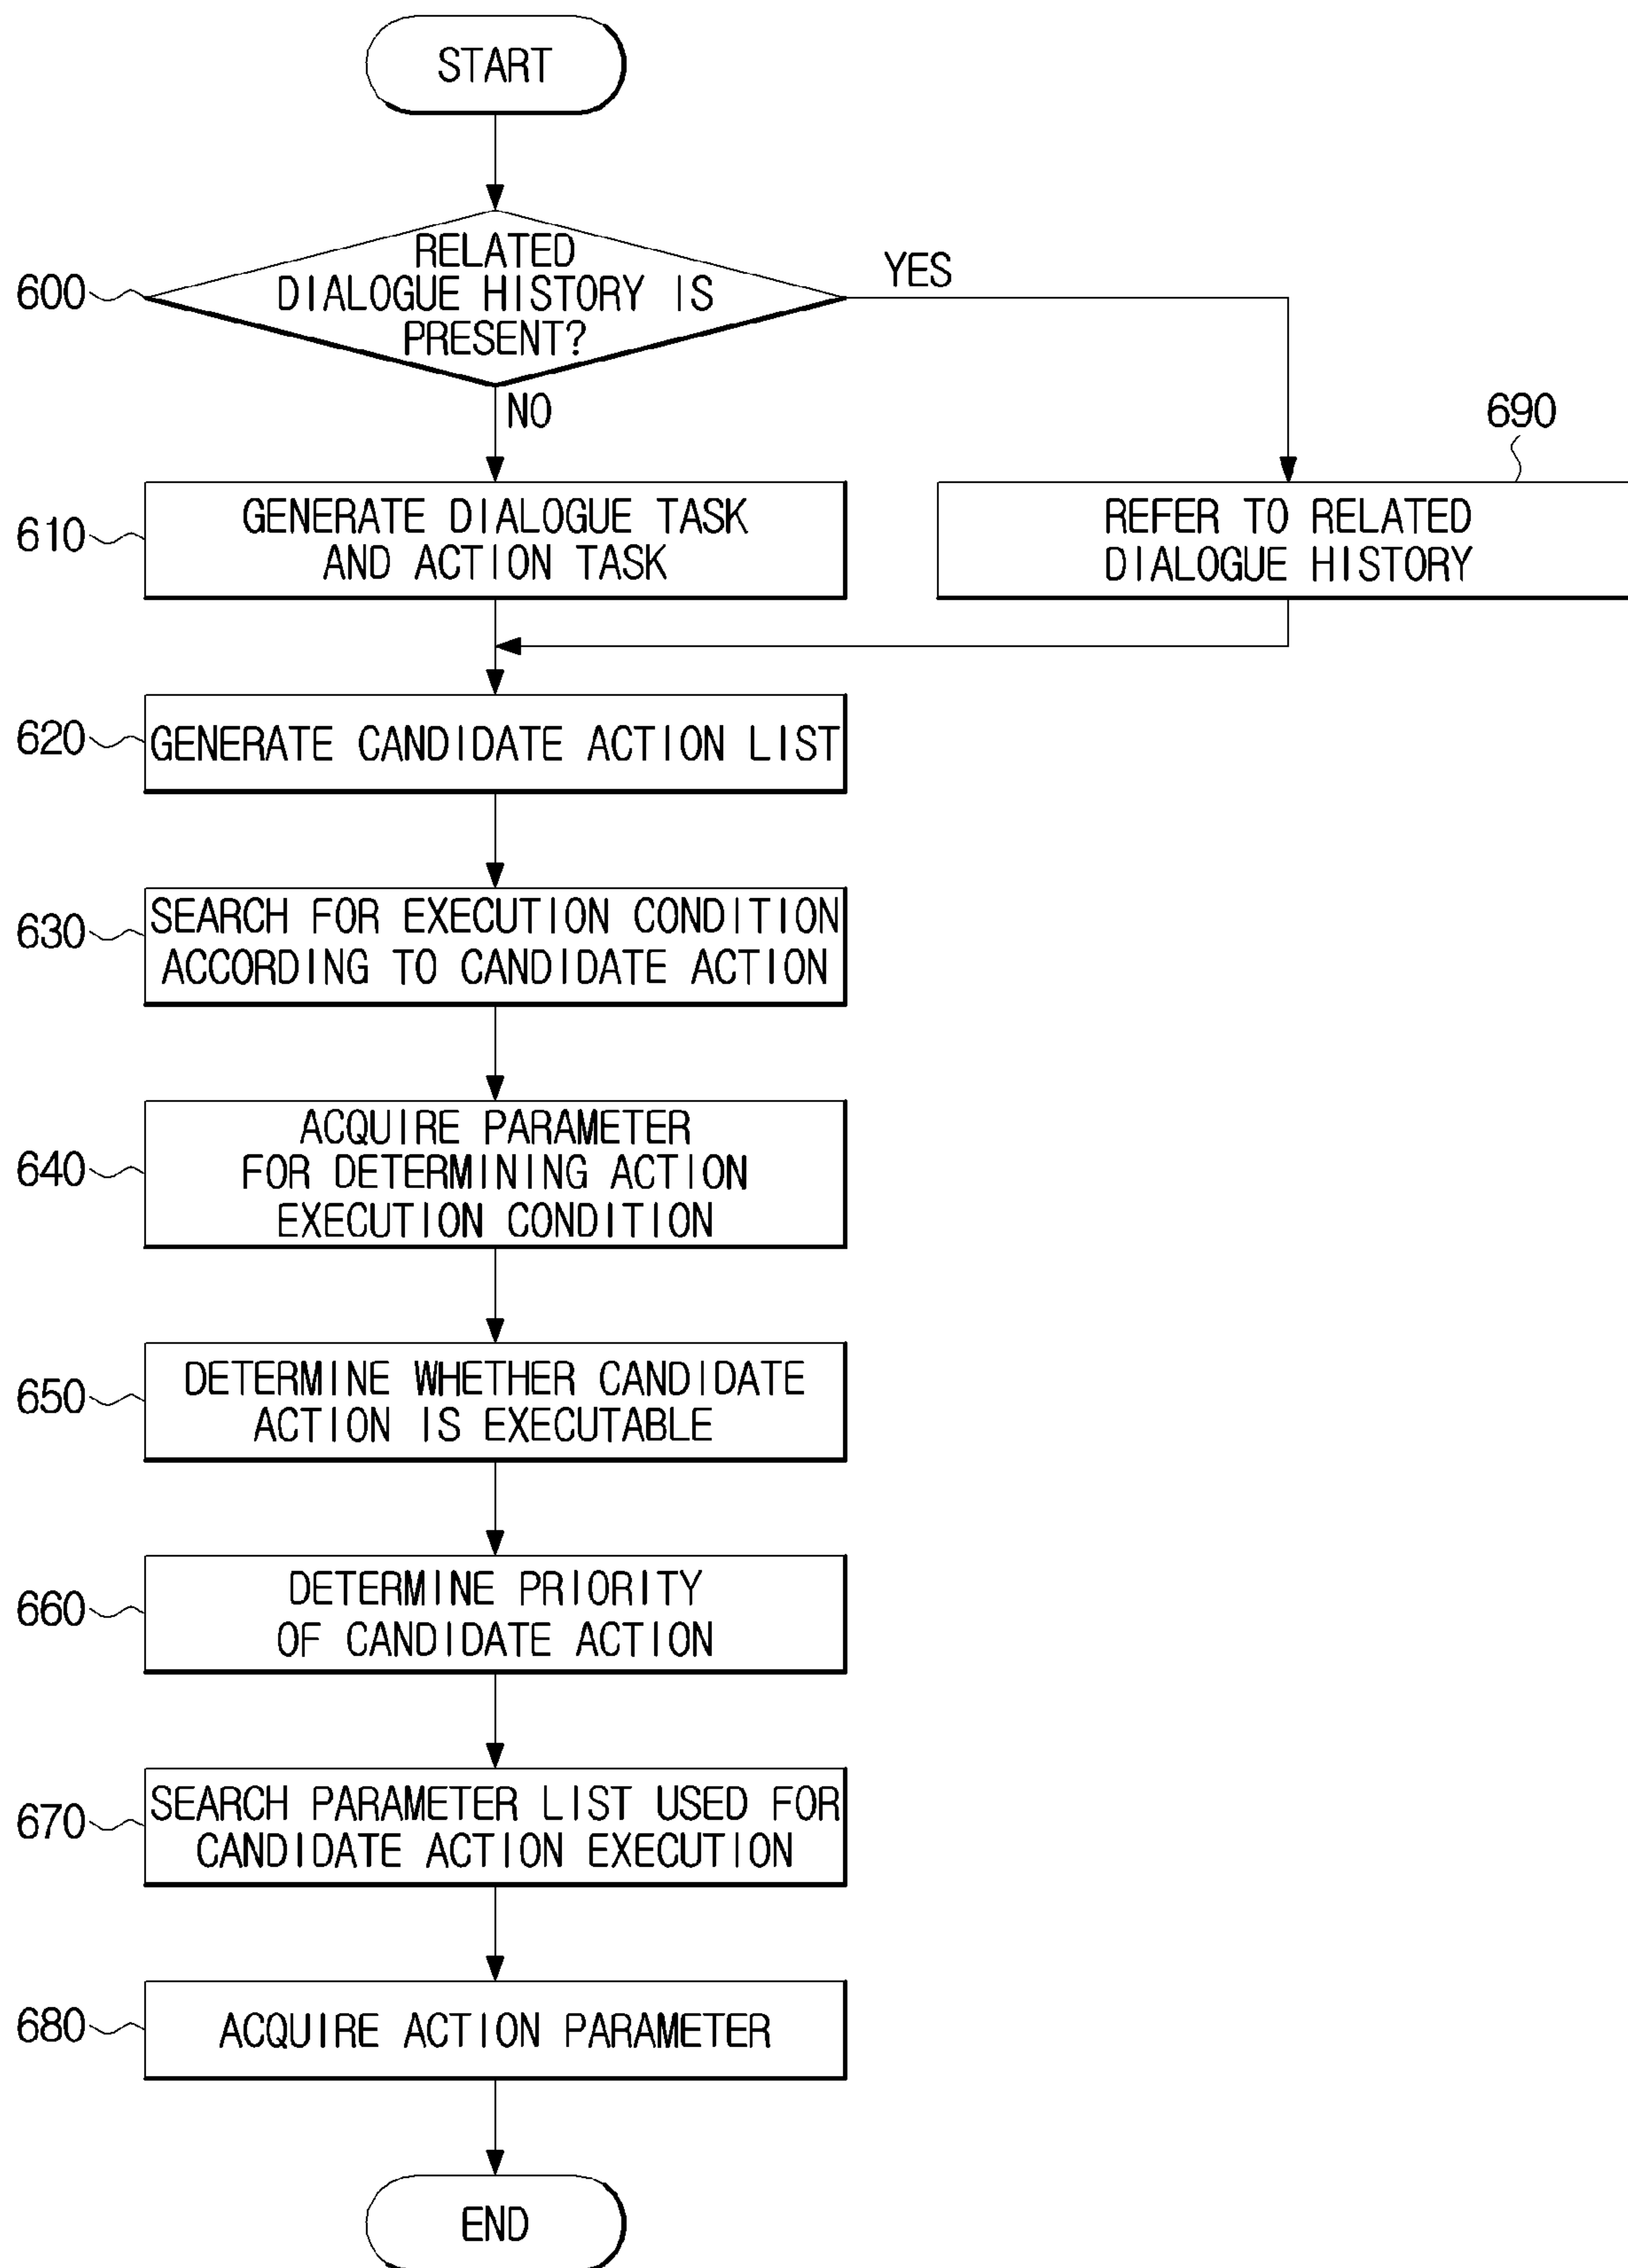 START
600
RELATED
DIALOGUE HISTORY IS
PRESENT?
YES
NO
690
610
GENERATE DIALOGUE TASK
AND ACTION TASK
REFER TO RELATED
DIALOGUE HISTORY
620
GENERATE CANDIDATE ACTION LIST
630
SEARCH FOR EXECUTION CONDITION
ACCORDING TO CANDIDATE ACTION
640
ACQUIRE PARAMETER
FOR DETERMINING ACTION
EXECUTION CONDITION
650
DETERMINE WHETHER CANDIDATE
ACTION IS EXECUTABLE
660
DETERMINE PRIORITY
OF CANDIDATE ACTION
670
SEARCH PARAMETER LIST USED FOR
CANDIDATE ACTION EXECUTION
680
ACQUIRE ACTION PARAMETER
END